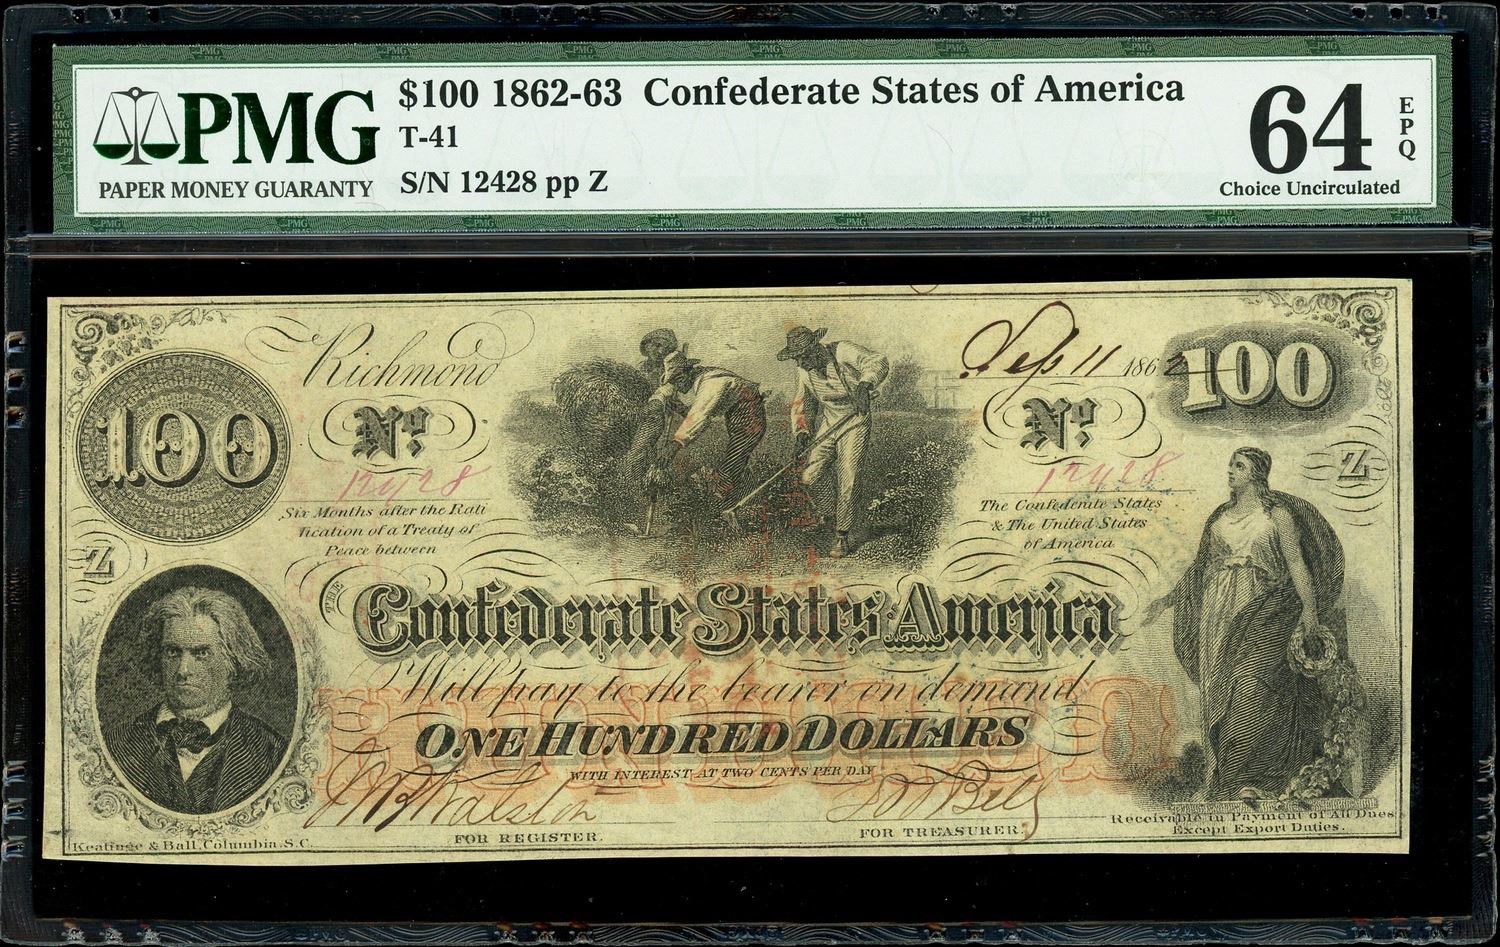 PMG
PAPER MONEY GUARANTY
$100 1862-63 Confederate States of America
T-41
S/N 12428 pp Z
64
EPQ
Choice Uncirculated
Richmond
Sep 11 1862
100
100
No.
No.
12428
12428
Z
Six Months after the Rati
fication of a Treaty of
Peace between
The Confederate States
& The United States
of America.
Z
THE
Confederate States America
Will pay to the bearer on demand
HUNDRED
ONE HUNDRED DOLLARS
WITH INTEREST AT TWO CENTS PER DAY
FOR REGISTER.
FOR TREASURER.
Receivable in Payment of All Dues
Except Export Duties.
Keatinge & Ball, Columbia, S.C.